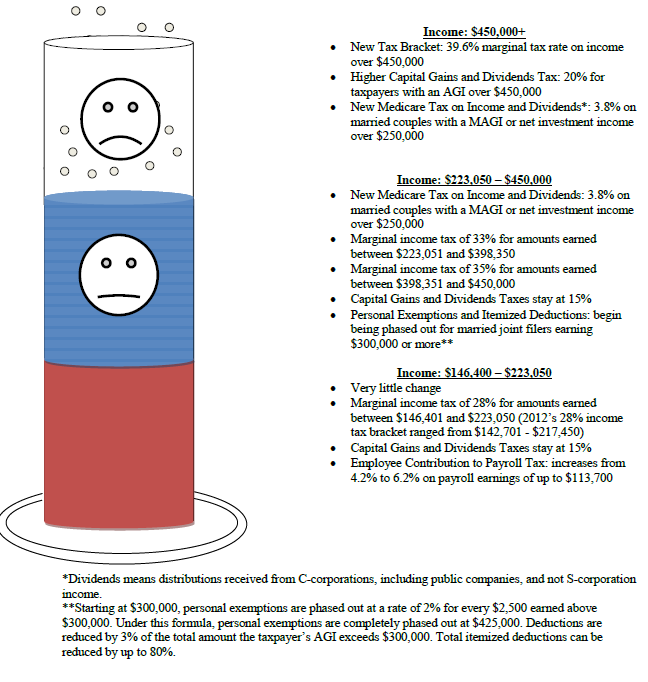 Income: $450,000+
• New Tax Bracket: 39.6% marginal tax rate on income
over $450,000
• Higher Capital Gains and Dividends Tax: 20% for
taxpayers with an AGI over $450,000
• New Medicare Tax on Income and Dividends*: 3.8% on
married couples with a MAGI or net investment income
over $250,000
Income: $223,050 – $450,000
• New Medicare Tax on Income and Dividends: 3.8% on
married couples with a MAGI or net investment income
over $250,000
• Marginal income tax of 33% for amounts earned
between $223,051 and $398,350
• Marginal income tax of 35% for amounts earned
between $398,351 and $450,000
• Capital Gains and Dividends Taxes stay at 15%
• Personal Exemptions and Itemized Deductions: begin
being phased out for married joint filers earning
$300,000 or more**
Income: $146,400 – $223,050
• Very little change
• Marginal income tax of 28% for amounts earned
between $146,401 and $223,050 (2012’s 28% income
tax bracket ranged from $142,701 - $217,450)
• Capital Gains and Dividends Taxes stay at 15%
• Employee Contribution to Payroll Tax: increases from
4.2% to 6.2% on payroll earnings of up to $113,700
*Dividends means distributions received from C-corporations, including public companies, and not S-corporation
income.
**Starting at $300,000, personal exemptions are phased out at a rate of 2% for every $2,500 earned above
$300,000. Under this formula, personal exemptions are completely phased out at $425,000. Deductions are
reduced by 3% of the total amount the taxpayer’s AGI exceeds $300,000. Total itemized deductions can be
reduced by up to 80%.